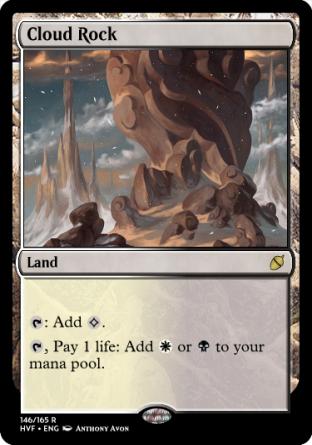 Cloud Rock
Land
: Add .
, Pay 1 life: Add or to your
mana pool.
146/165 R
HVF • ENG Anthony Avon